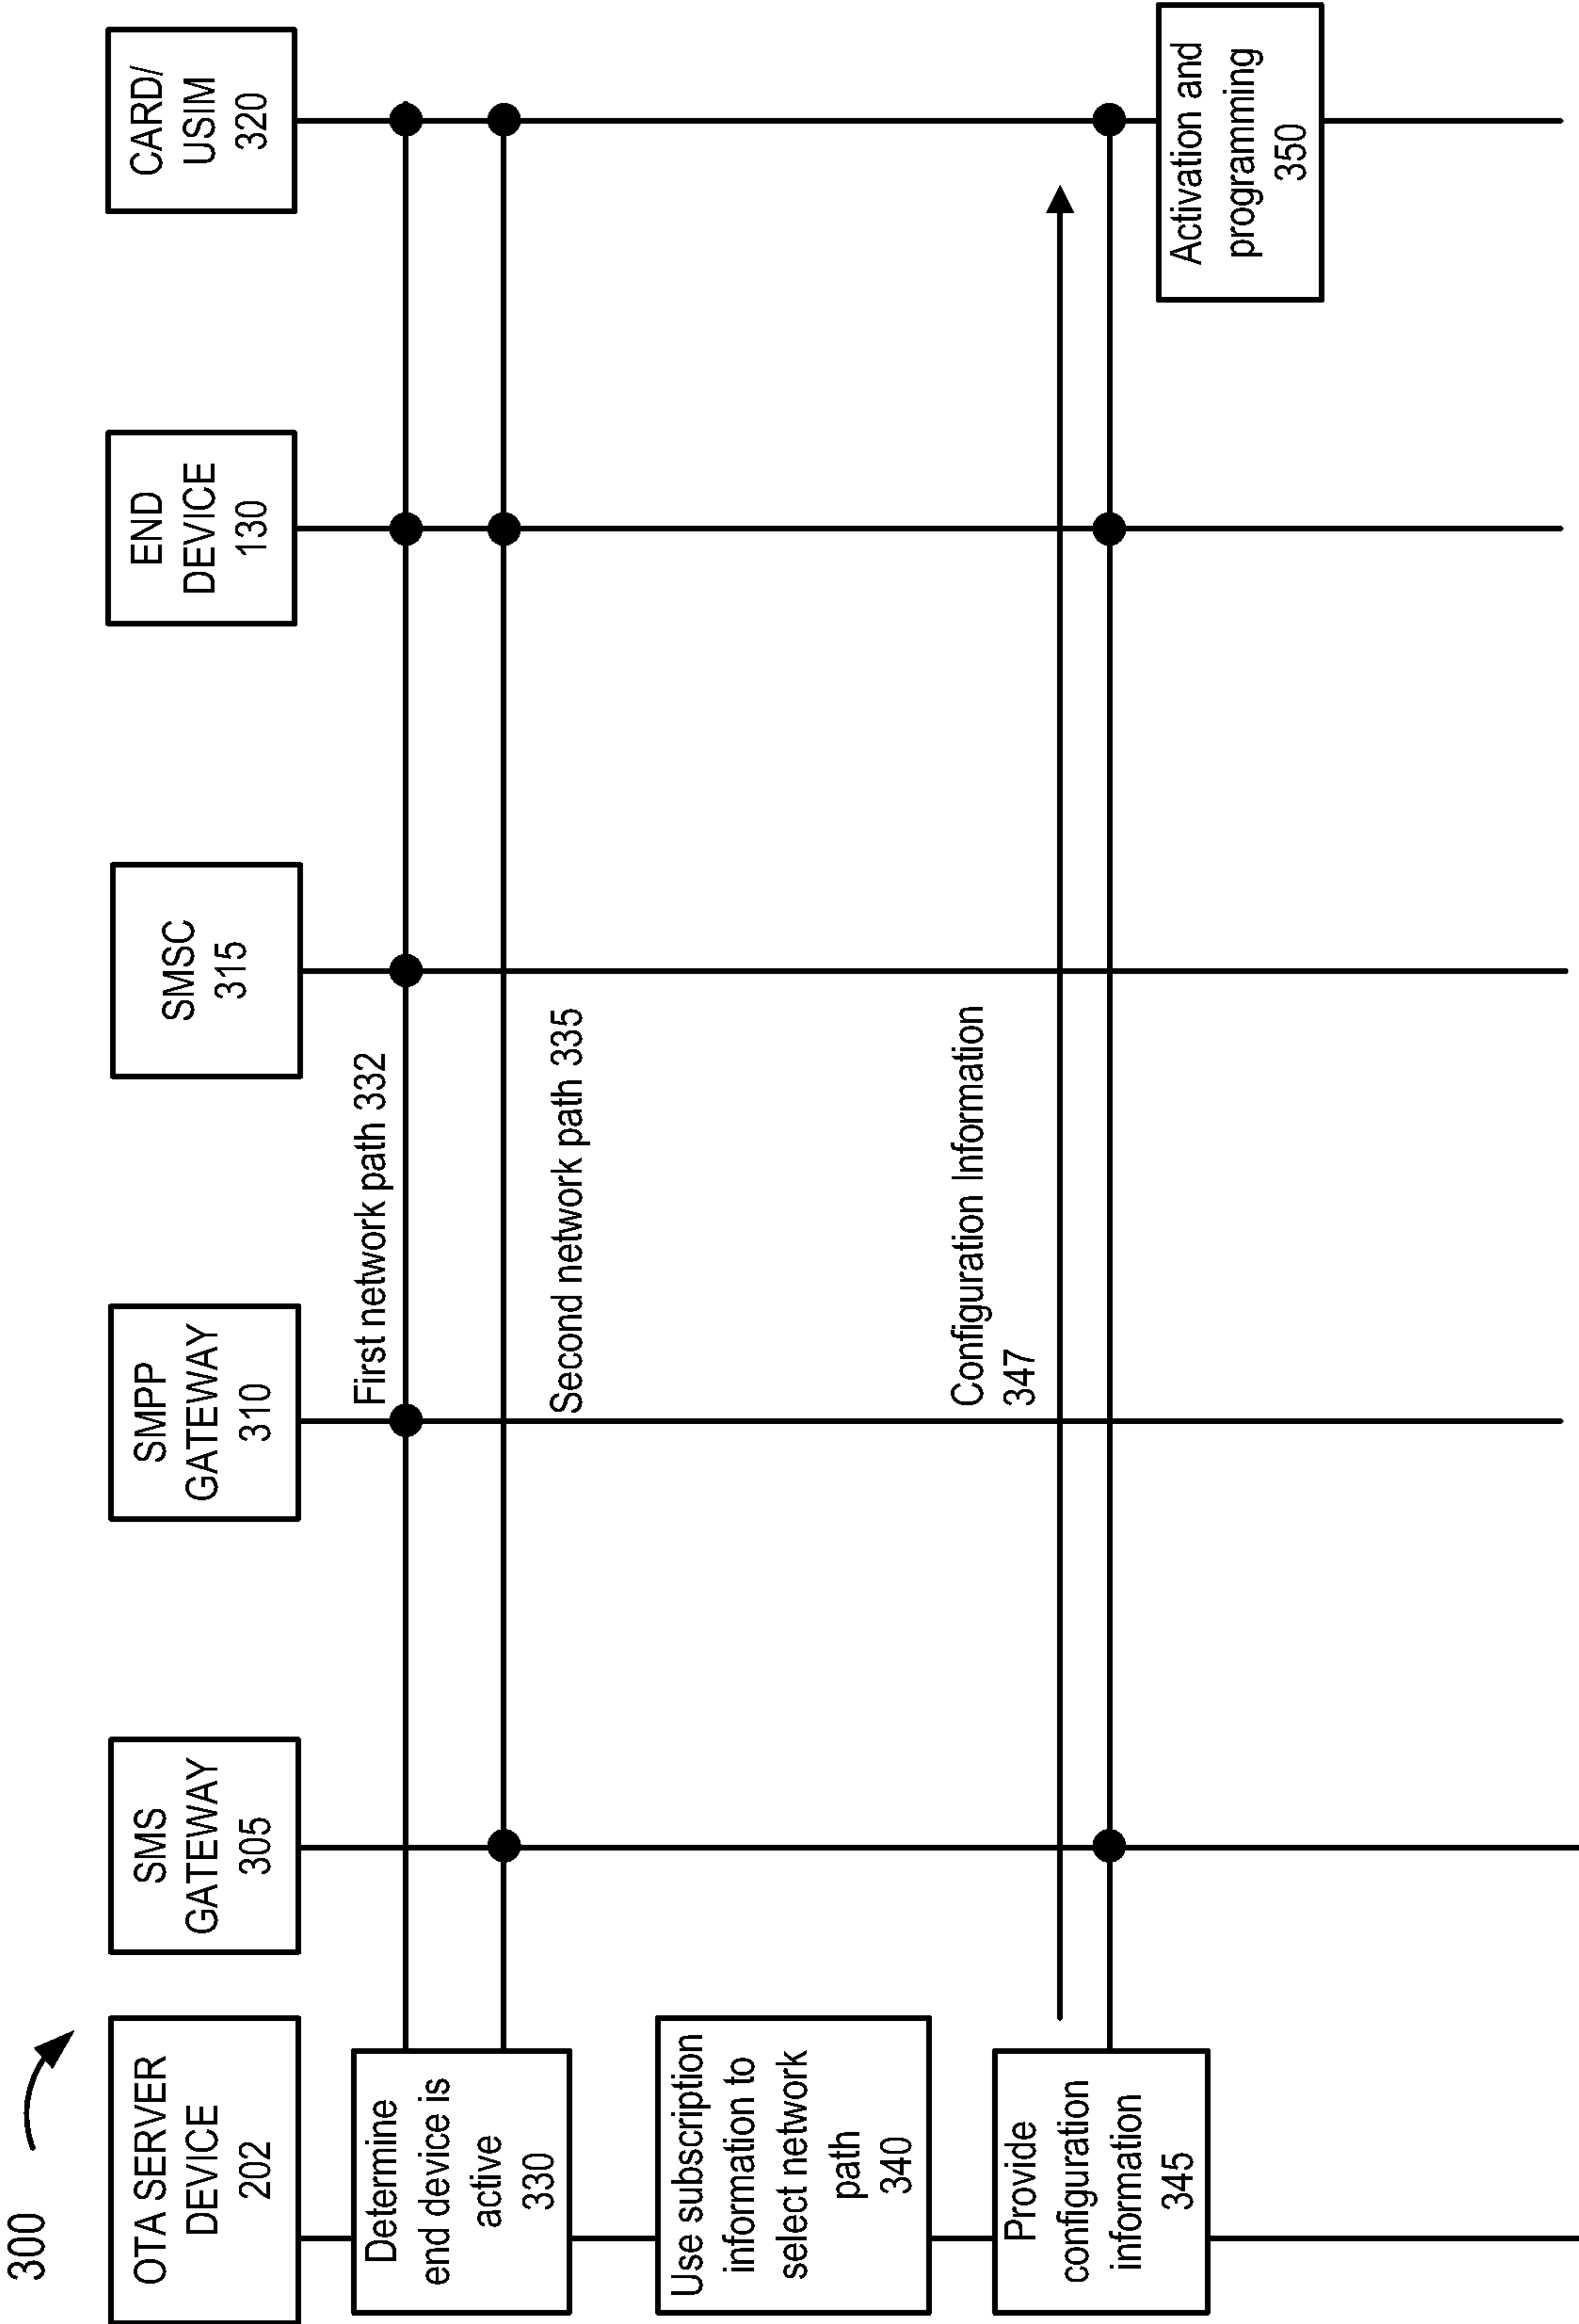 300
OTA SERVER
DEVICE
202
SMS
GATEWAY
305
SMPP
GATEWAY
310
SMSC
315
END
DEVICE
130
CARD/
USIM
320
Determine
end device is
active
330
First network path 332
Second network path 335
Use subscription
information to
select network
path
340
Configuration Information
347
Provide
configuration
information
345
Activation and
programming
350